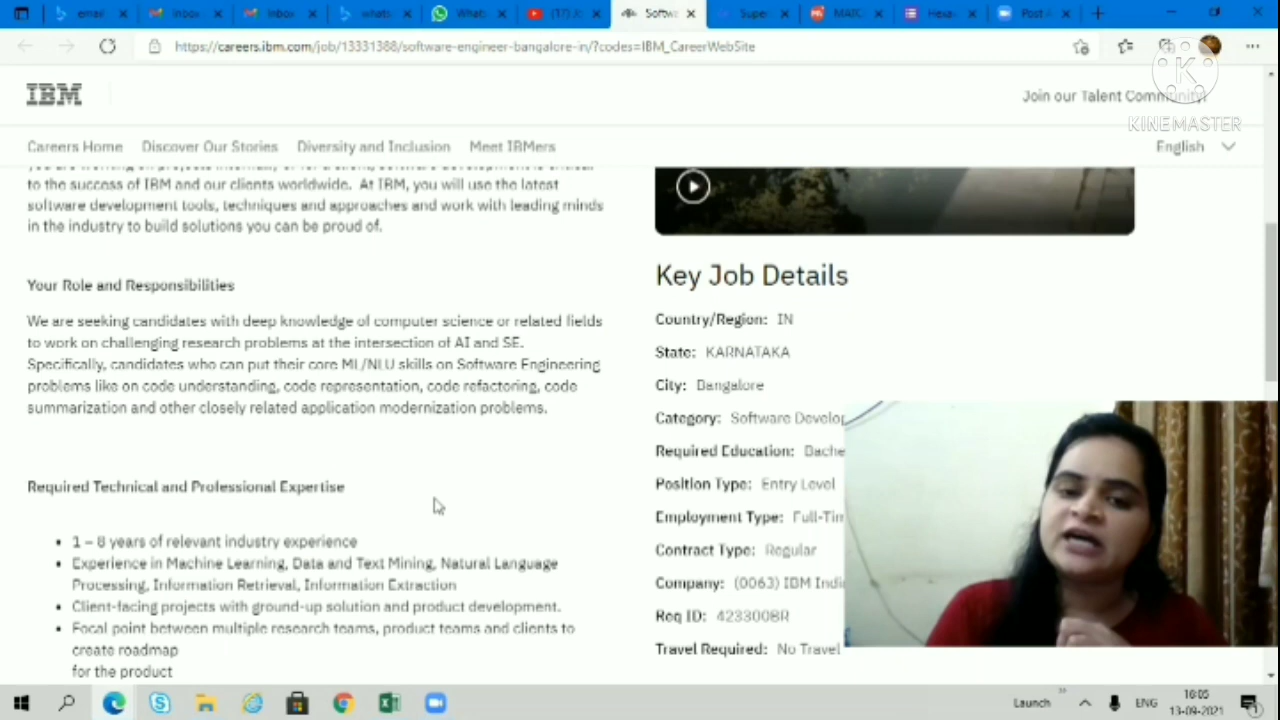 email
Inbox
Inbox
whats
Whats
(17)
Softw
Super
MATC
Hexa
Post
https://careers.ibm.com/job/13331388/software-engineer-bangalore-in/?codes=IBM_CareerWebSite
IBM
Join our Talent Community!
KINEMASTER
Careers Home Discover Our Stories Diversity and Inclusion Meet IBMers
English
to the success of IBM and our clients worldwide. At IBM, you will use the latest
software development tools, techniques and approaches and work with leading minds
in the industry to build solutions you can be proud of.
Your Role and Responsibilities
We are seeking candidates with deep knowledge of computer science or related fields
to work on challenging research problems at the intersection of AI and SE.
Specifically, candidates who can put their core ML/NLU skills on Software Engineering
problems like on code understanding, code representation, code refactoring, code
summarization and other closely related application modernization problems.
Required Technical and Professional Expertise
• 1 – 8 years of relevant industry experience
• Experience in Machine Learning, Data and Text Mining, Natural Language
Processing, Information Retrieval, Information Extraction
• Client-facing projects with ground-up solution and product development.
• Focal point between multiple research teams, product teams and clients to
create roadmap
for the product
Key Job Details
Country/Region: IN
State: KARNATAKA
City: Bangalore
Category: Software Develop
Required Education: Bache
Position Type: Entry Level
Employment Type: Full-Tim
Contract Type: Regular
Company: (0063) IBM Indi
Req ID: 423300BR
Travel Required: No Travel
Launch
ENG
16:05
13-09-2021